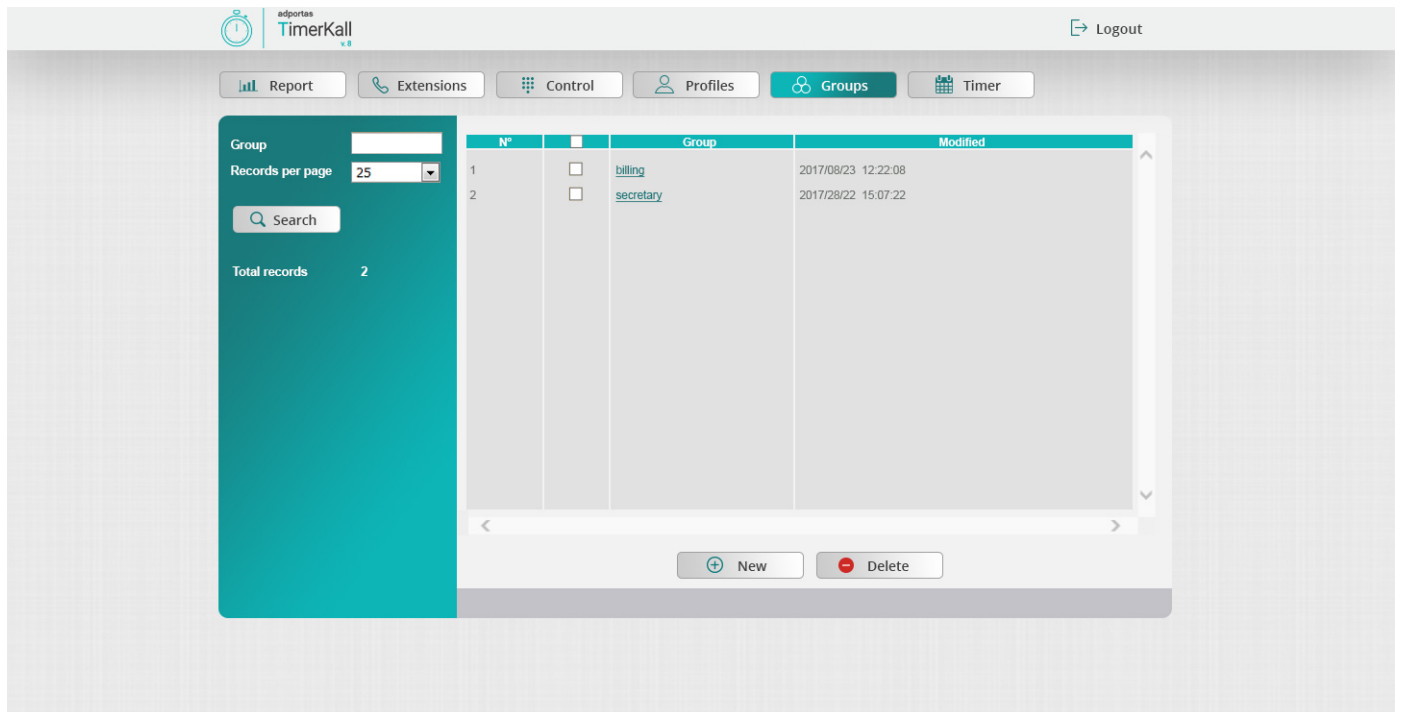 adportas
TimerKall
v.8
Logout
Report Extensions Control Profiles Groups Timer
Group
Records per page 25
Search
Total records 2
Nº Group Modified
1 billing 2017/08/23 12:22:08
2 secretary 2017/28/22 15:07:22
New Delete